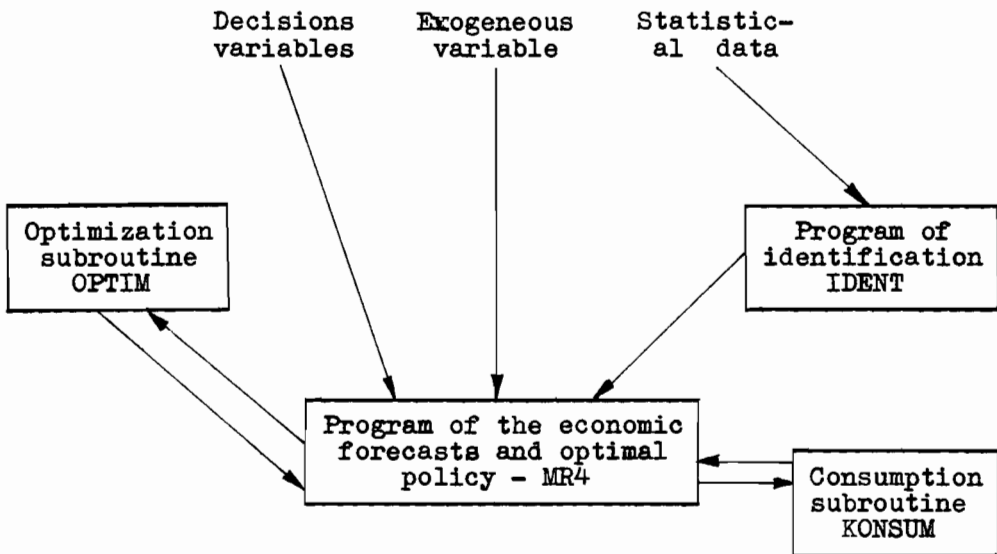 Decisions
variables
Exogeneous
variable
Statistic-
al data
Optimization
subroutine
OPTIM
Program of
identification
IDENT
Program of the economic
forecasts and optimal
policy - MR4
Consumption
subroutine
KONSUM